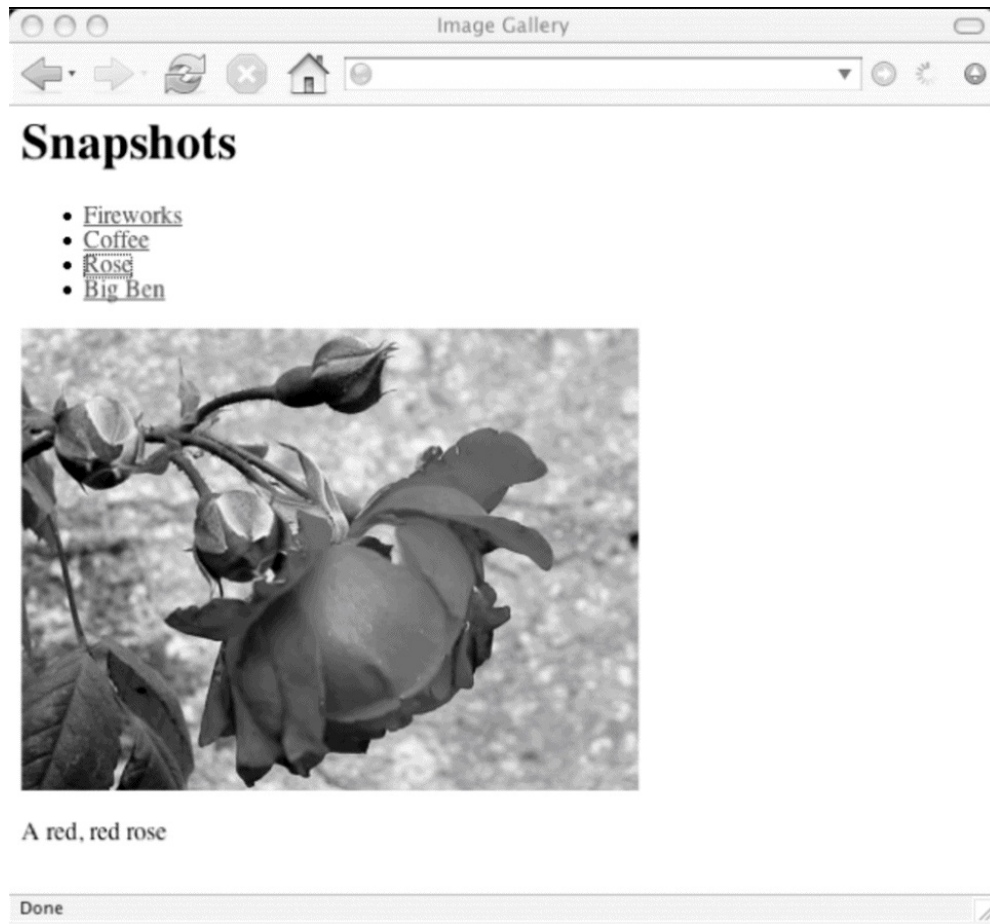 Image Gallery
Snapshots
Fireworks
Coffee
Rose
Big Ben
A red, red rose
Done